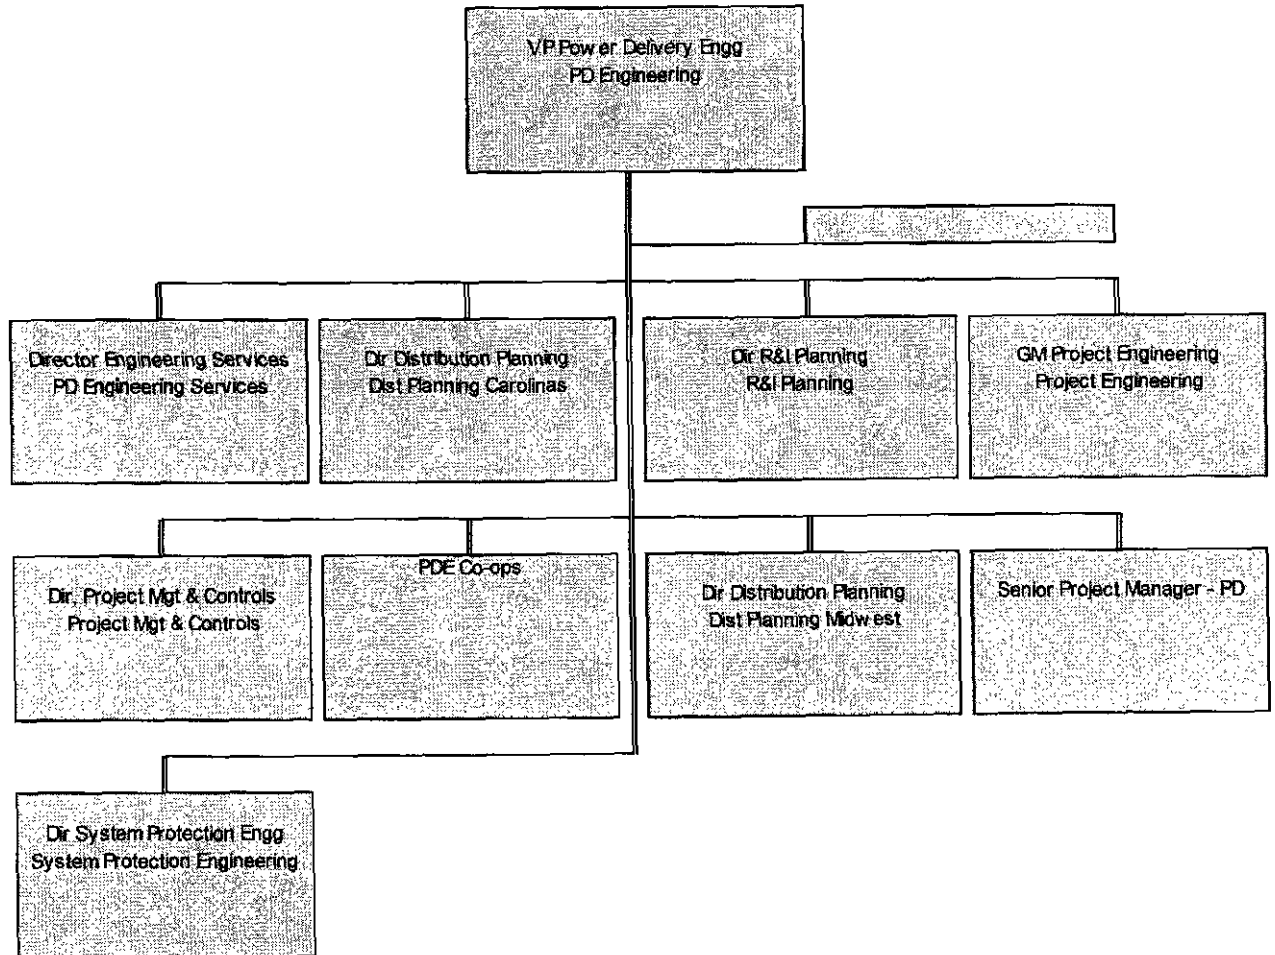 VP Power Delivery Engg
PD Engineering
Director Engineering Services
PD Engineering Services
Dir Distribution Planning
Dist Planning Carolinas
Dir R&I Planning
R&I Planning
GM Project Engineering
Project Engineering
Dir, Project Mgt & Controls
Project Mgt & Controls
PDE Co-ops
Dir Distribution Planning
Dist Planning Midwest
Senior Project Manager - PD
Dir System Protection Engg
System Protection Engineering